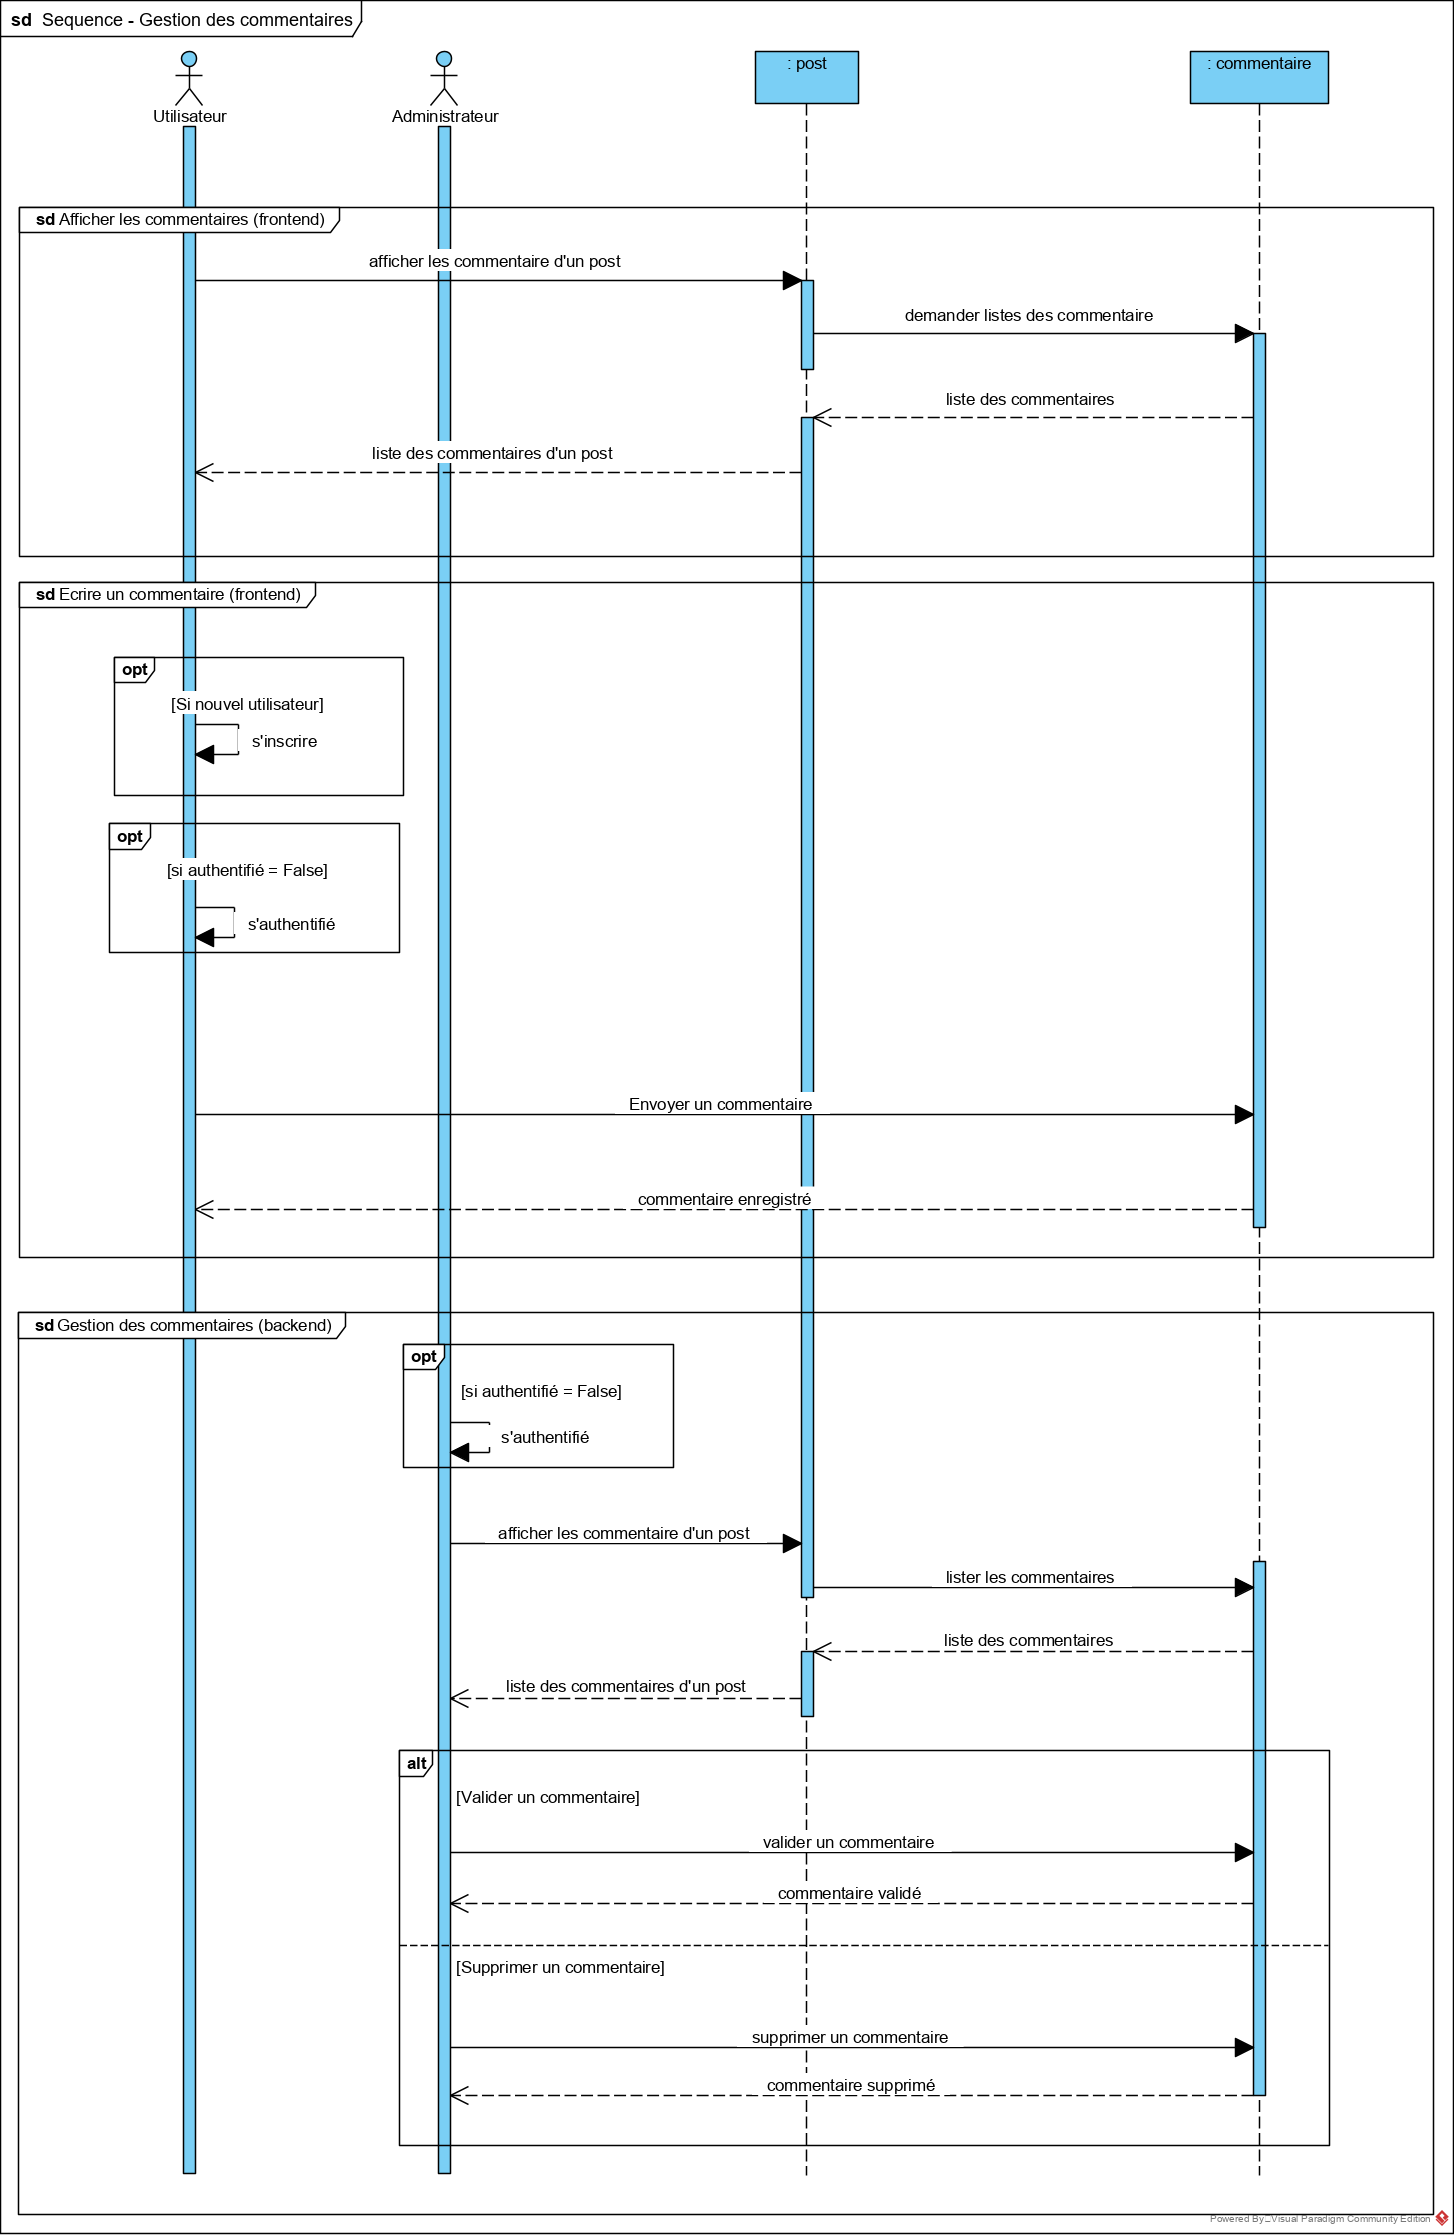 sd Sequence - Gestion des commentaires
Utilisateur
Administrateur
: post
: commentaire
sd Afficher les commentaires (frontend)
afficher les commentaire d'un post
demander listes des commentaire
liste des commentaires
liste des commentaires d'un post
sd Ecrire un commentaire (frontend)
opt
[Si nouvel utilisateur]
s'inscrire
opt
[si authentifié = False]
s'authentifié
Envoyer un commentaire
commentaire enregistré
sd Gestion des commentaires (backend)
opt
[si authentifié = False]
s'authentifié
afficher les commentaire d'un post
lister les commentaires
liste des commentaires
liste des commentaires d'un post
alt
[Valider un commentaire]
valider un commentaire
commentaire validé
[Supprimer un commentaire]
supprimer un commentaire
commentaire supprimé
Powered By Visual Paradigm Community Edition